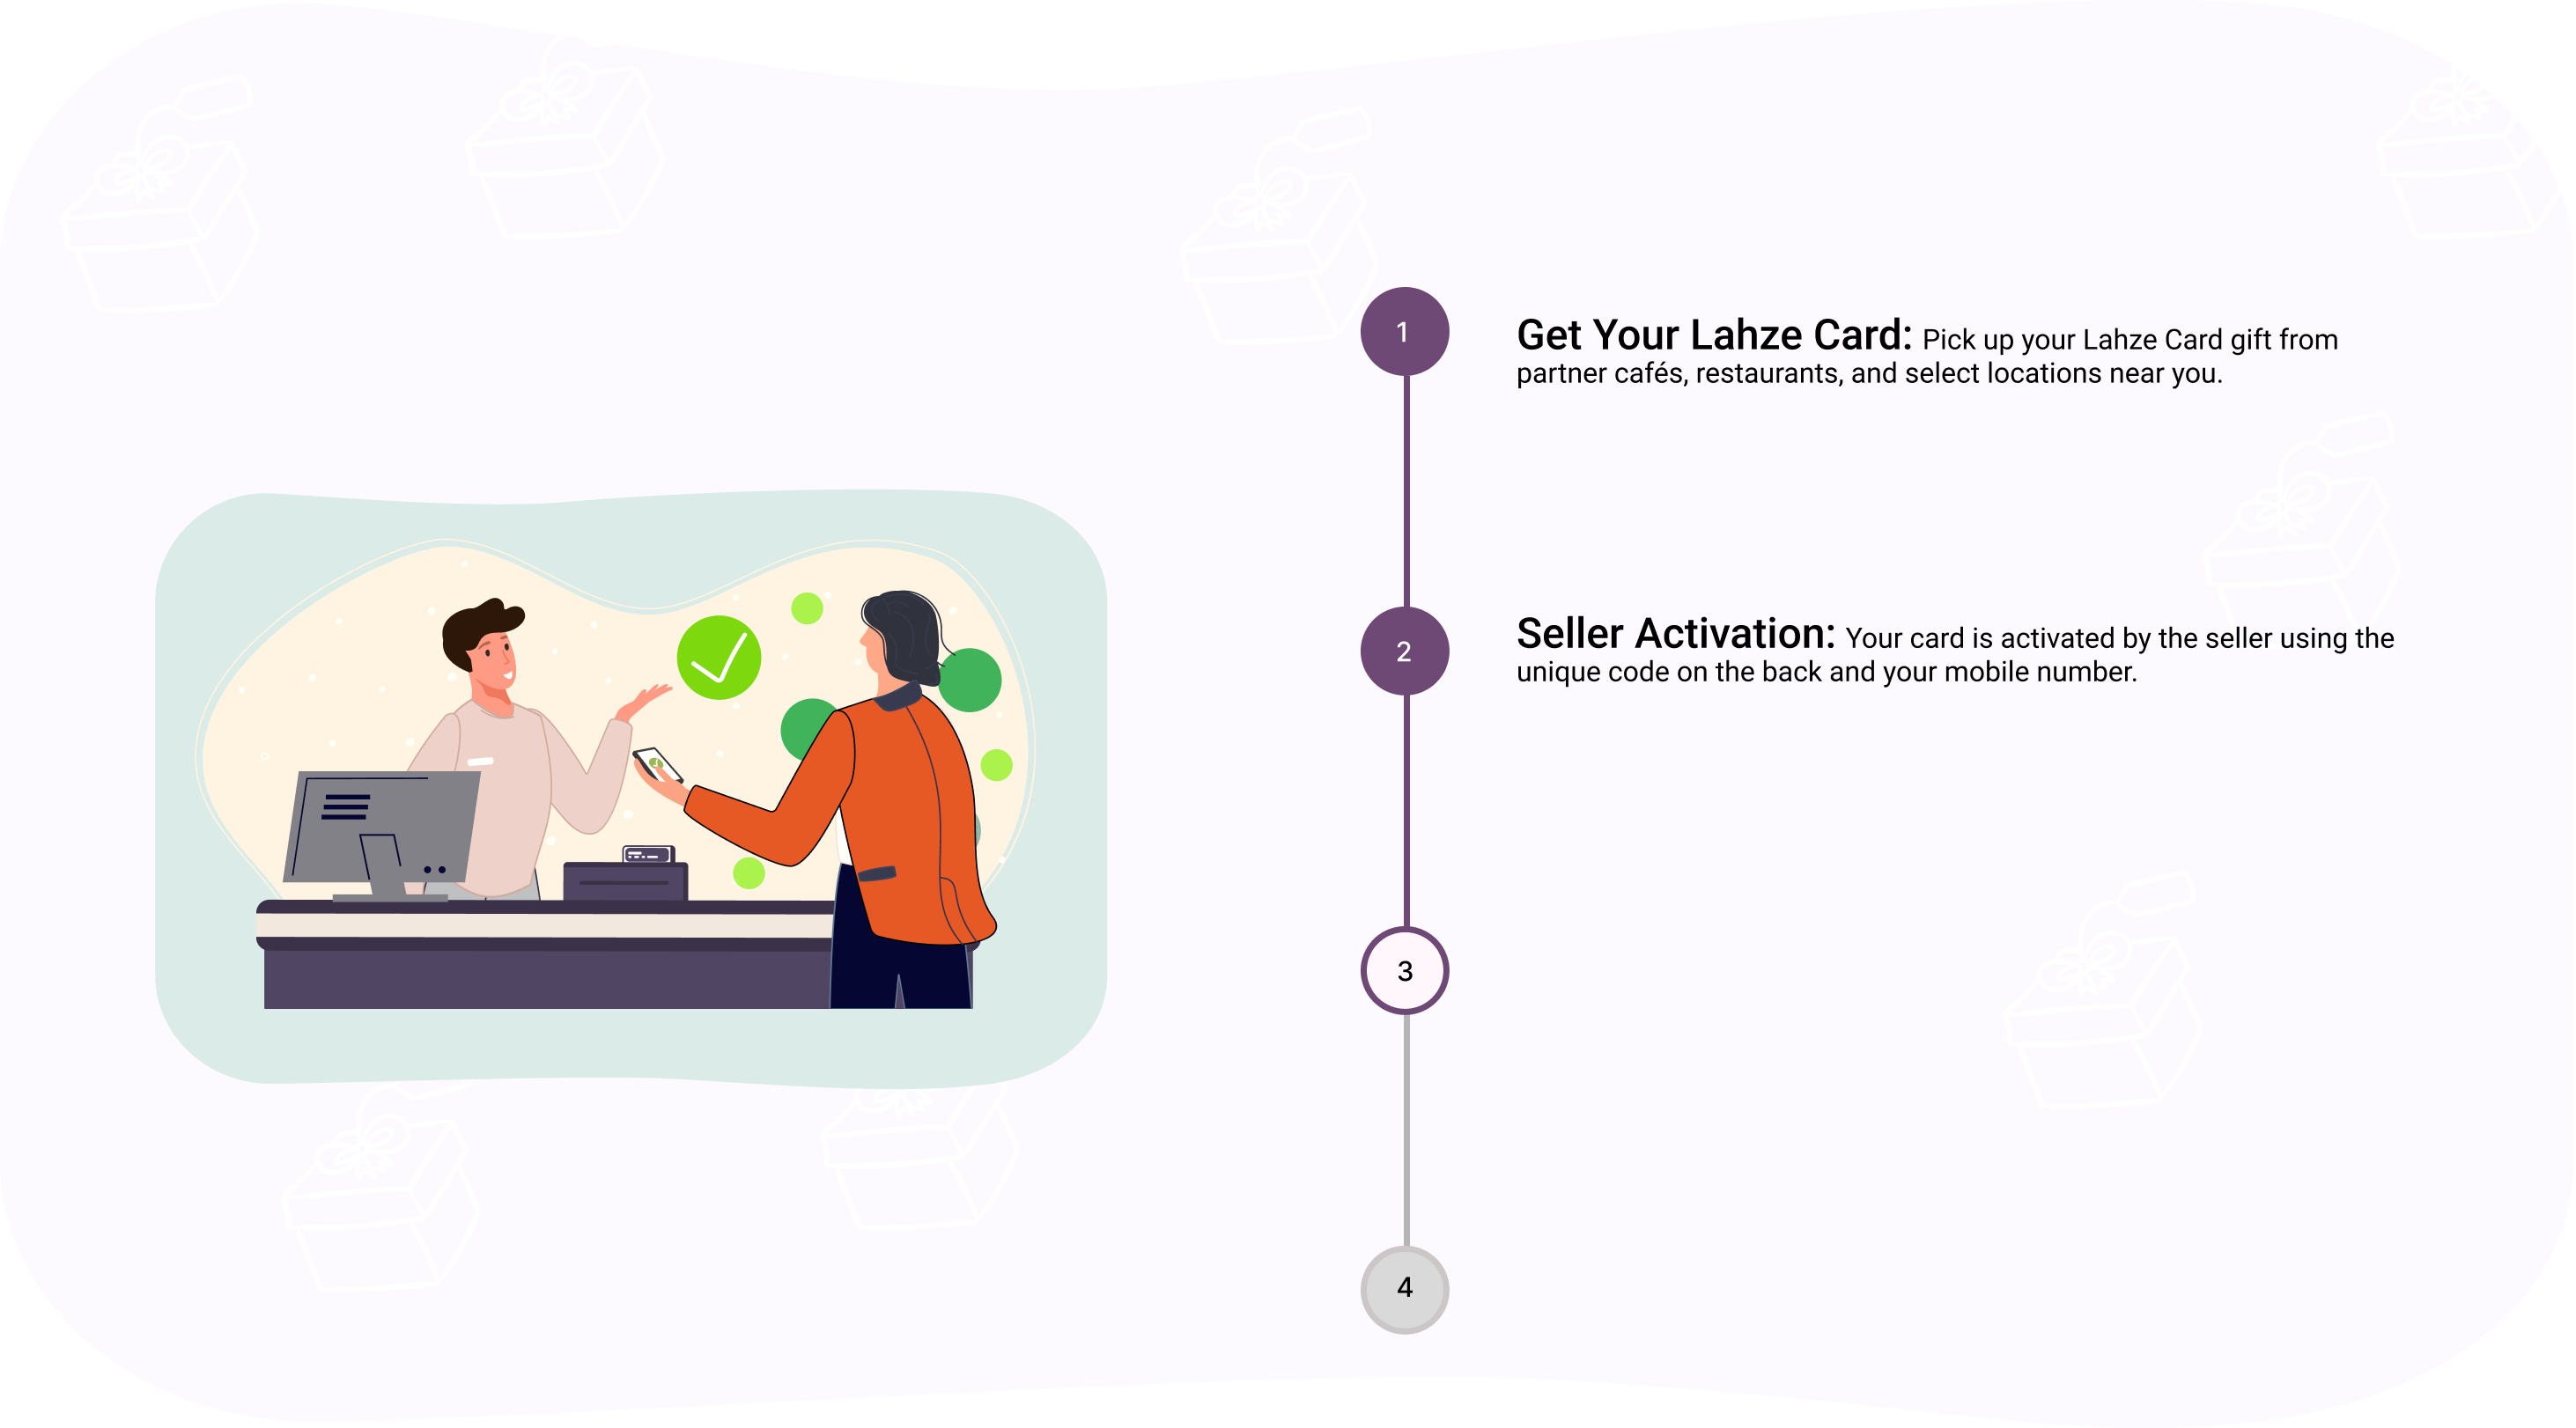 1
Get Your Lahze Card: Pick up your Lahze Card gift from
partner cafés, restaurants, and select locations near you.
2
Seller Activation: Your card is activated by the seller using the
unique code on the back and your mobile number.
3
4